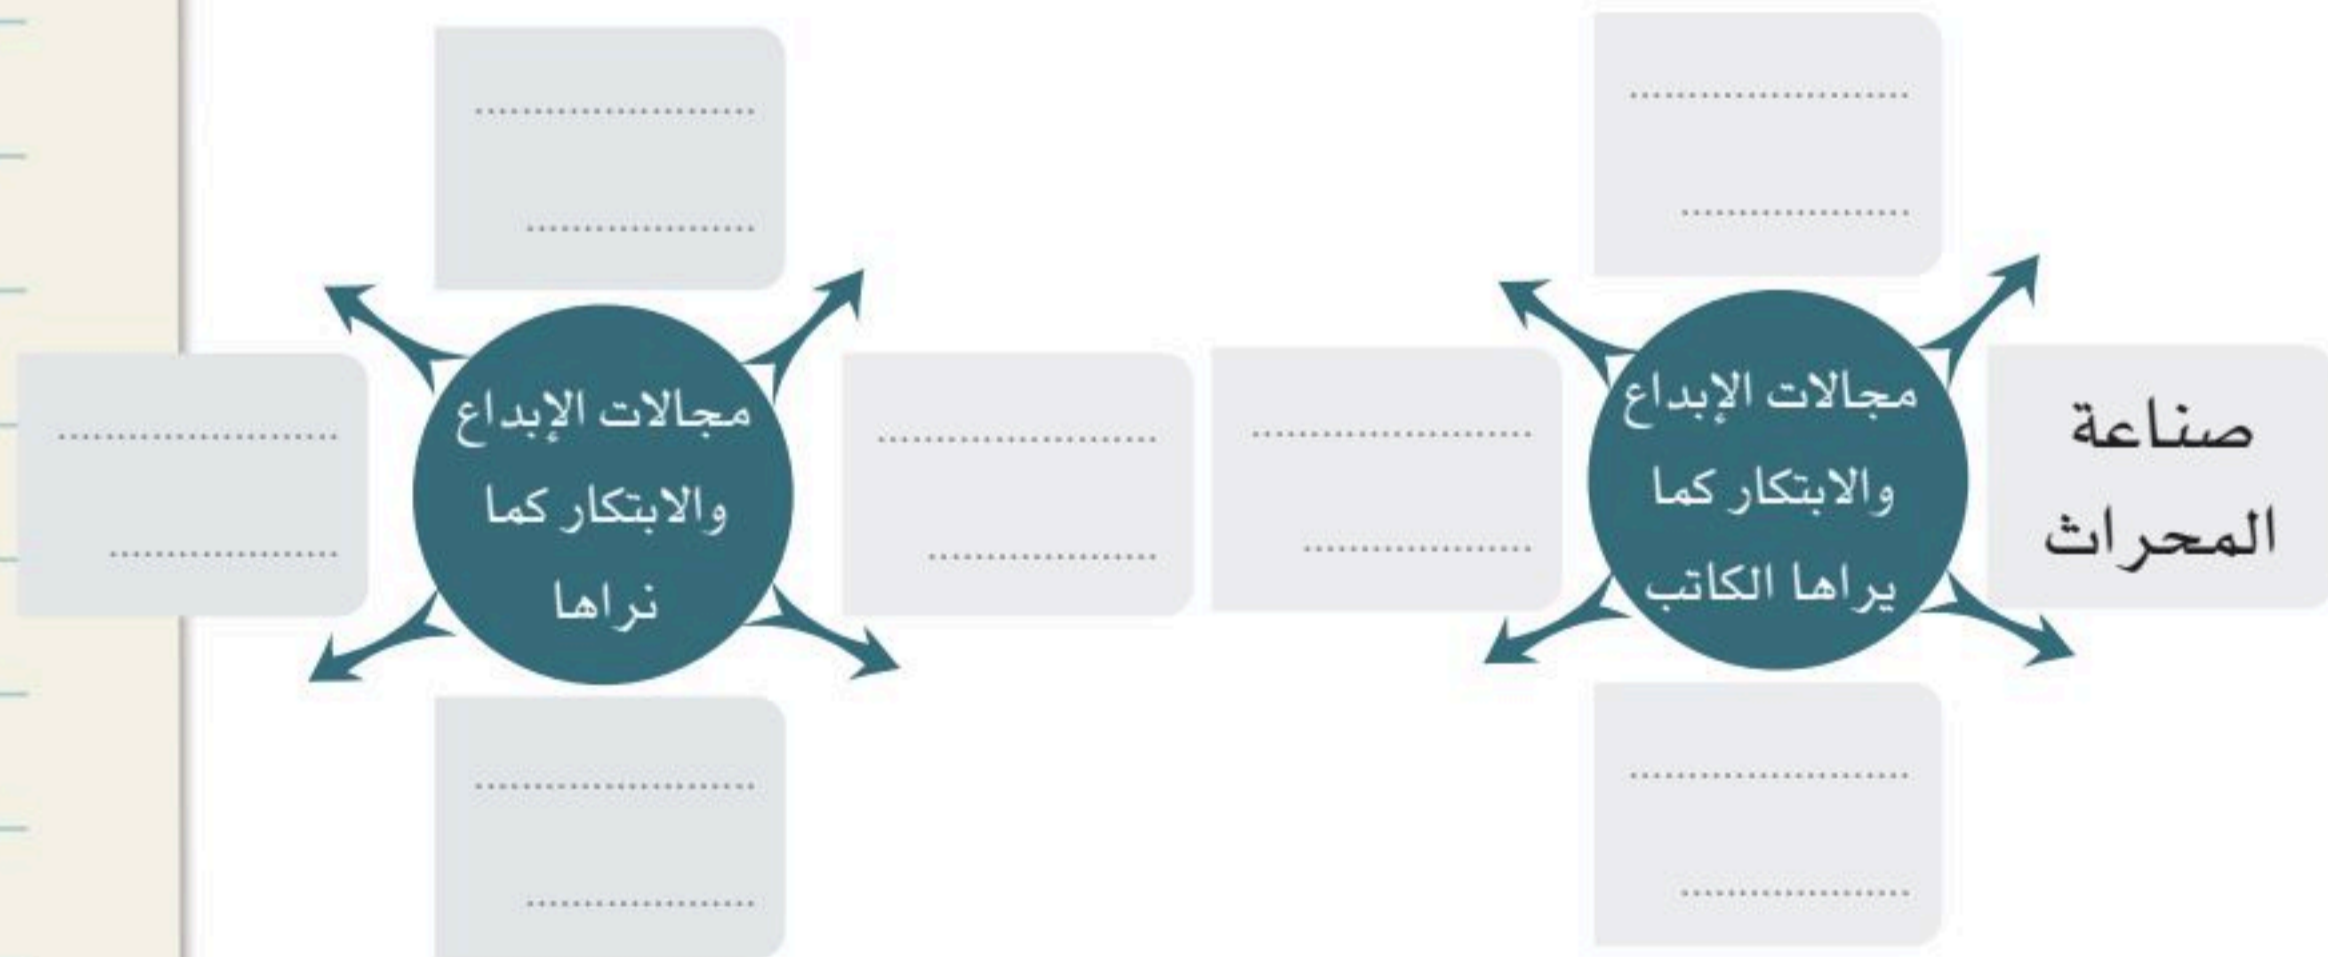 صناعة
المحراث
مجالات الإبداع
والابتكار كما
يراها الكاتب
مجالات الإبداع
والابتكار كما
نراها